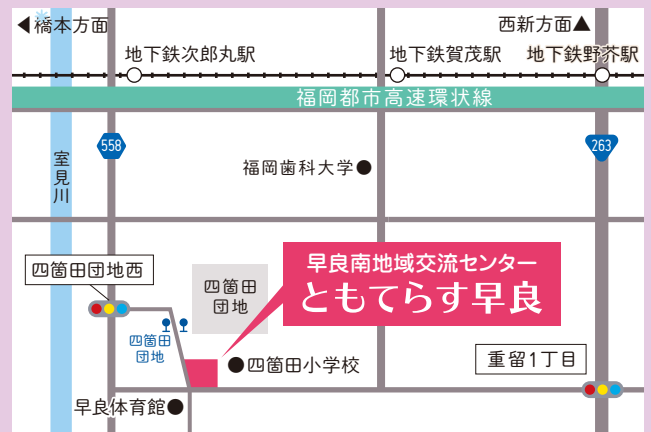 ◀橋本方面
西新方面▲
地下鉄次郎丸駅
地下鉄賀茂駅
地下鉄野芥駅
福岡都市高速環状線
558
263
室見川
福岡歯科大学●
早良南地域交流センター
ともてらす早良
四箇田団地西
四箇田
団地
四箇田
団地
●四箇田小学校
重留1丁目
早良体育館●